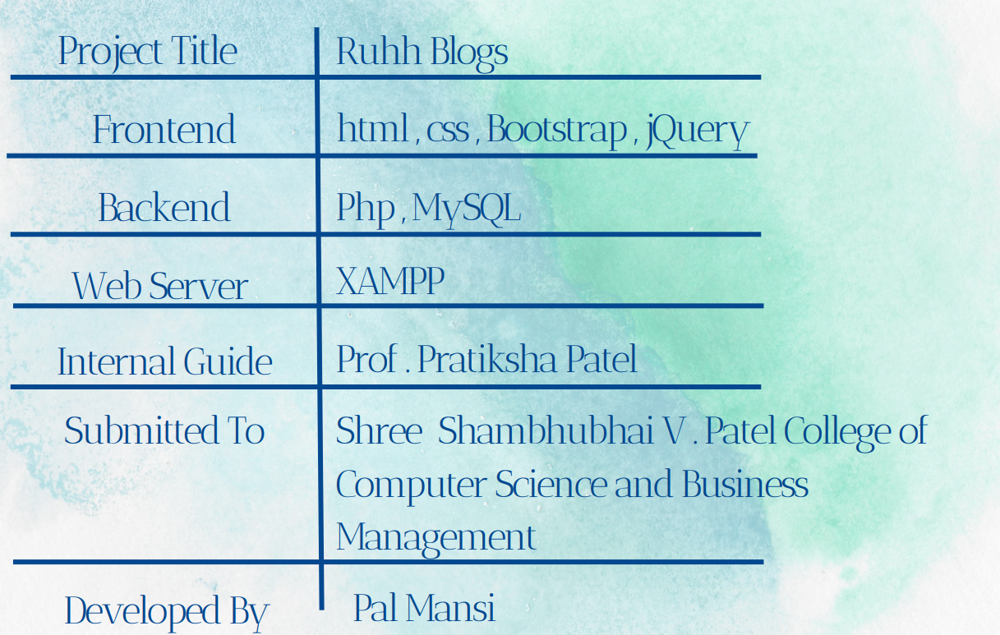 Project Title Ruhh Blogs
Frontend html , css , Bootstrap , jQuery
Backend Php , MySQL
Web Server XAMPP
Internal Guide Prof . Pratiksha Patel
Submitted To Shree Shambhubhai V . Patel College of
Computer Science and Business
Management
Developed By Pal Mansi